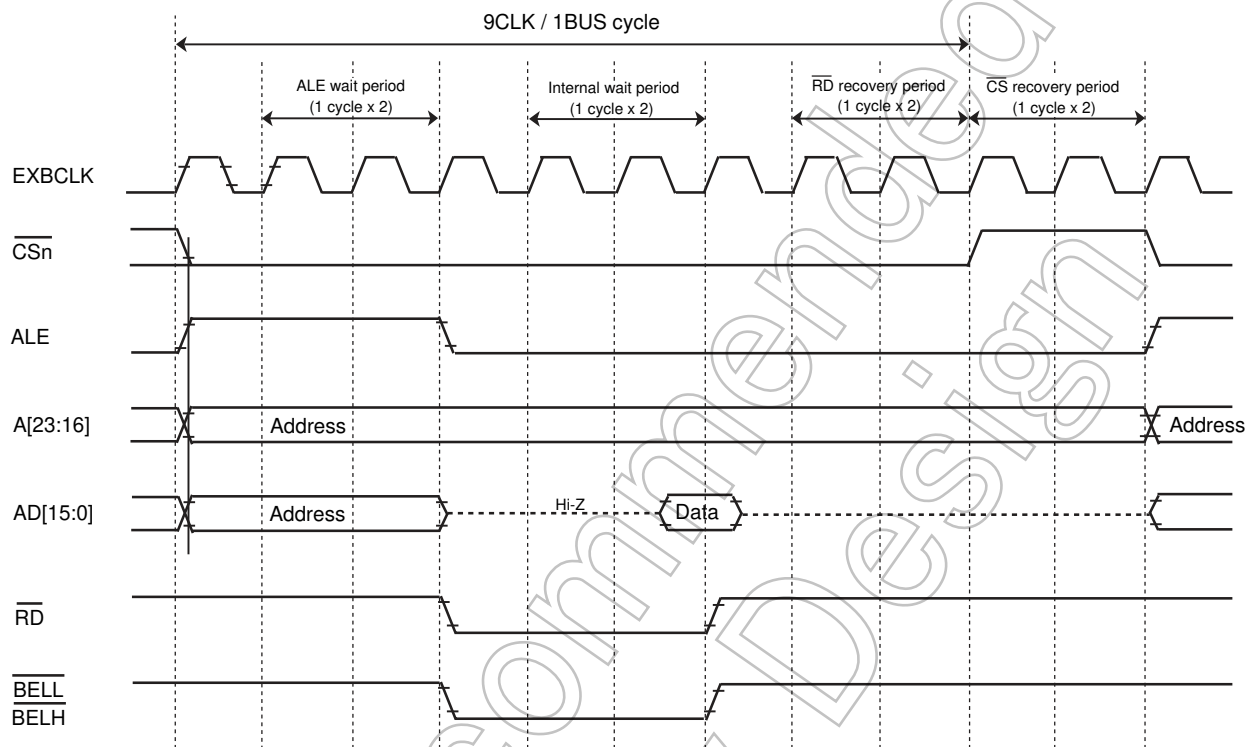 9CLK / 1BUS cycle
ALE wait period
(1 cycle x 2)
Internal wait period
(1 cycle x 2)
RD recovery period
(1 cycle x 2)
CS recovery period
(1 cycle x 2)
EXBCLK
CSn
ALE
A[23:16]
Address
Address
AD[15:0]
Address
Hi-Z
Data
RD
BELL
BELH
commended
Design